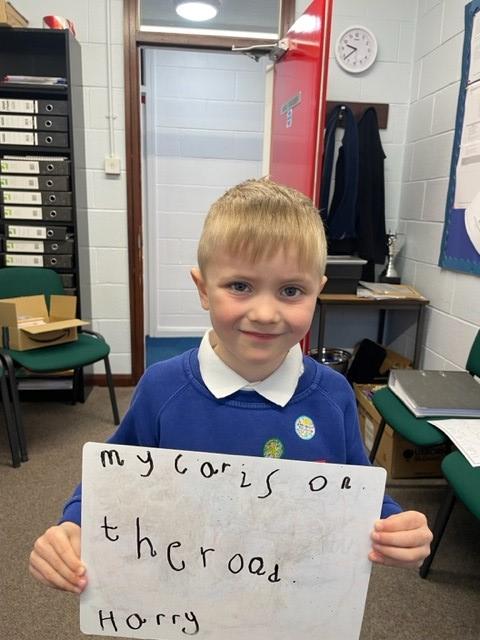 my car is on.
the road.
Harry